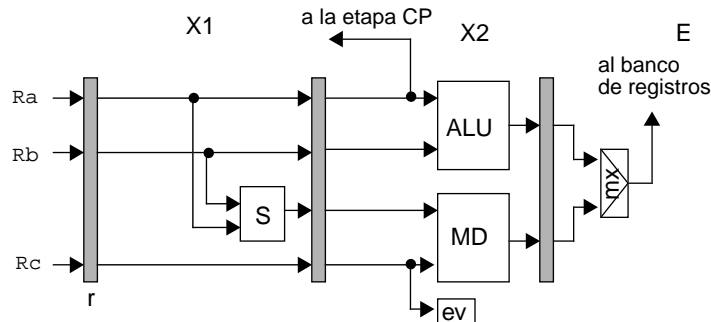 X1
a la etapa CP
X2
E
al banco
de registros
Ra
Rb
Rc
ALU
S
MD
mx
r
ev